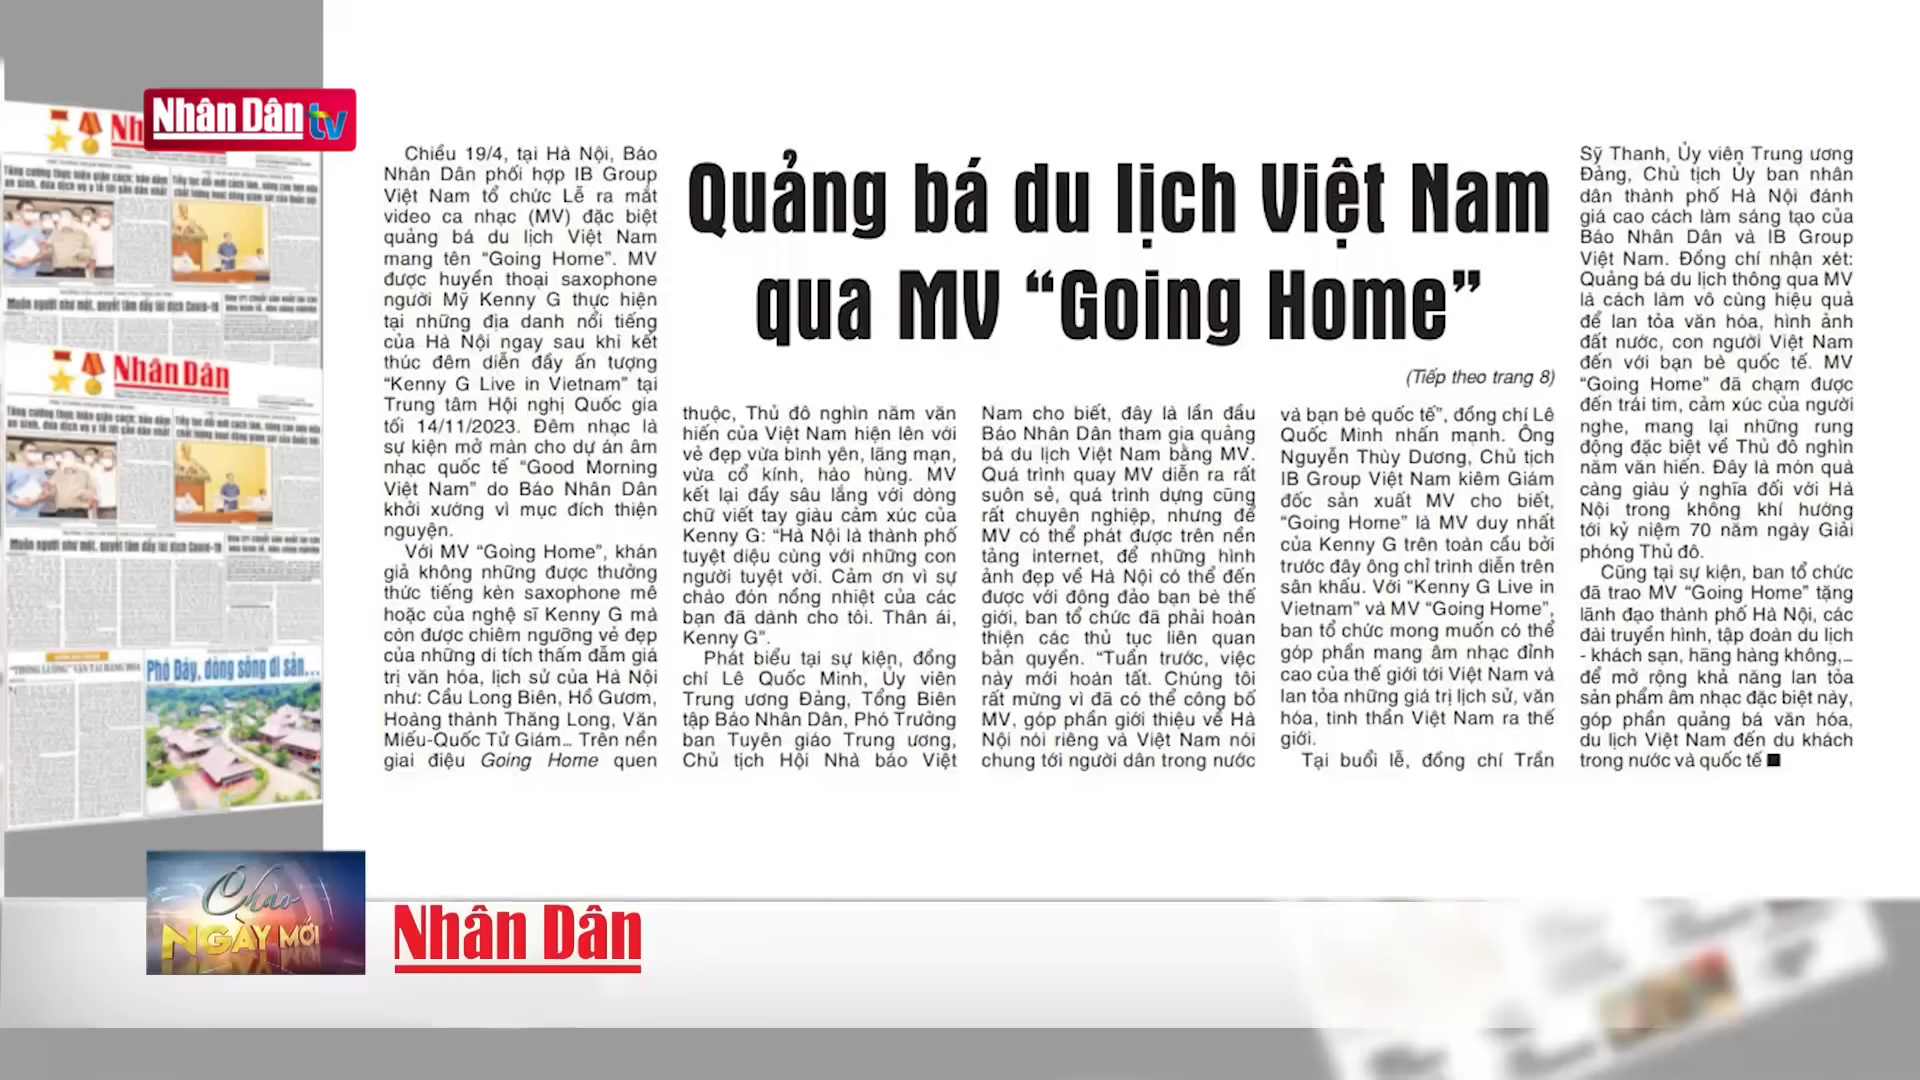 Nhân Dân tv
Nhân Dân
Tăng cường thực hiện giãn cách; bảo đảm
an sinh, đưa dịch vụ y tế tới gần dân nhất
Muôn người như một, quyết tâm đẩy lùi dịch Covid-19
Phố Đáy, dòng sông di sản...
Quảng bá du lịch Việt Nam
qua MV “Going Home”
(Tiếp theo trang 8)
Chiều 19/4, tại Hà Nội, Báo
Nhân Dân phối hợp IB Group
Việt Nam tổ chức Lễ ra mắt
video ca nhạc (MV) đặc biệt
quảng bá du lịch Việt Nam
mang tên “Going Home”. MV
được huyền thoại saxophone
người Mỹ Kenny G thực hiện
tại những địa danh nổi tiếng
của Hà Nội ngay sau khi kết
thúc đêm diễn đầy ấn tượng
“Kenny G Live in Vietnam” tại
Trung tâm Hội nghị Quốc gia
tối 14/11/2023. Đêm nhạc là
sự kiện mở màn cho dự án âm
nhạc quốc tế “Good Morning
Việt Nam” do Báo Nhân Dân
khởi xướng vì mục đích thiện
nguyện.
Với MV “Going Home”, khán
giả không những được thưởng
thức tiếng kèn saxophone mê
hoặc của nghệ sĩ Kenny G mà
còn được chiêm ngưỡng vẻ đẹp
của những di tích thấm đẫm giá
trị văn hóa, lịch sử của Hà Nội
như: Cầu Long Biên, Hồ Gươm,
Hoàng thành Thăng Long, Văn
Miếu-Quốc Tử Giám... Trên nền
giai điệu Going Home quen
thuộc, Thủ đô nghìn năm văn
hiến của Việt Nam hiện lên với
vẻ đẹp vừa bình yên, lãng mạn,
vừa cổ kính, hào hùng. MV
kết lại đầy sâu lắng với dòng
chữ viết tay giàu cảm xúc của
Kenny G: “Hà Nội là thành phố
tuyệt diệu cùng với những con
người tuyệt vời. Cảm ơn vì sự
chào đón nồng nhiệt của các
bạn đã dành cho tôi. Thân ái,
Kenny G”.
Phát biểu tại sự kiện, đồng
chí Lê Quốc Minh, Ủy viên
Trung ương Đảng, Tổng Biên
tập Báo Nhân Dân, Phó Trưởng
ban Tuyên giáo Trung ương,
Chủ tịch Hội Nhà báo Việt
Nam cho biết, đây là lần đầu
Báo Nhân Dân tham gia quảng
bá du lịch Việt Nam bằng MV.
Quá trình quay MV diễn ra rất
suôn sẻ, quá trình dựng cũng
rất chuyên nghiệp, nhưng để
MV có thể phát được trên nền
tảng internet, để những hình
ảnh đẹp về Hà Nội có thể đến
được với đông đảo bạn bè thế
giới, ban tổ chức đã phải hoàn
thiện các thủ tục liên quan
bản quyền. “Tuần trước, việc
này mới hoàn tất. Chúng tôi
rất mừng vì đã có thể công bố
MV, góp phần giới thiệu về Hà
Nội nói riêng và Việt Nam nói
chung tới người dân trong nước
và bạn bè quốc tế”, đồng chí Lê
Quốc Minh nhấn mạnh. Ông
Nguyễn Thùy Dương, Chủ tịch
IB Group Việt Nam kiêm Giám
đốc sản xuất MV cho biết,
“Going Home” là MV duy nhất
của Kenny G trên toàn cầu bởi
trước đây ông chỉ trình diễn trên
sân khấu. Với “Kenny G Live in
Vietnam” và MV “Going Home”,
ban tổ chức mong muốn có thể
góp phần mang âm nhạc đỉnh
cao của thế giới tới Việt Nam và
lan tỏa những giá trị lịch sử, văn
hóa, tinh thần Việt Nam ra thế
giới.
Tại buổi lễ, đồng chí Trần
Sỹ Thanh, Ủy viên Trung ương
Đảng, Chủ tịch Ủy ban nhân
dân thành phố Hà Nội đánh
giá cao cách làm sáng tạo của
Báo Nhân Dân và IB Group
Việt Nam. Đồng chí nhận xét:
Quảng bá du lịch thông qua MV
là cách làm vô cùng hiệu quả
để lan tỏa văn hóa, hình ảnh
đất nước, con người Việt Nam
đến với bạn bè quốc tế. MV
“Going Home” đã chạm được
đến trái tim, cảm xúc của người
nghe, mang lại những rung
động đặc biệt về Thủ đô nghìn
năm văn hiến. Đây là món quà
càng giàu ý nghĩa đối với Hà
Nội trong không khí hướng
tới kỷ niệm 70 năm ngày Giải
phóng Thủ đô.
Cũng tại sự kiện, ban tổ chức
đã trao MV “Going Home” tặng
lãnh đạo thành phố Hà Nội, các
đài truyền hình, tập đoàn du lịch
- khách sạn, hãng hàng không,...
để mở rộng khả năng lan tỏa
sản phẩm âm nhạc đặc biệt này,
góp phần quảng bá văn hóa,
du lịch Việt Nam đến du khách
trong nước và quốc tế ■
Chào
NGÀY MỚI
Nhân Dân